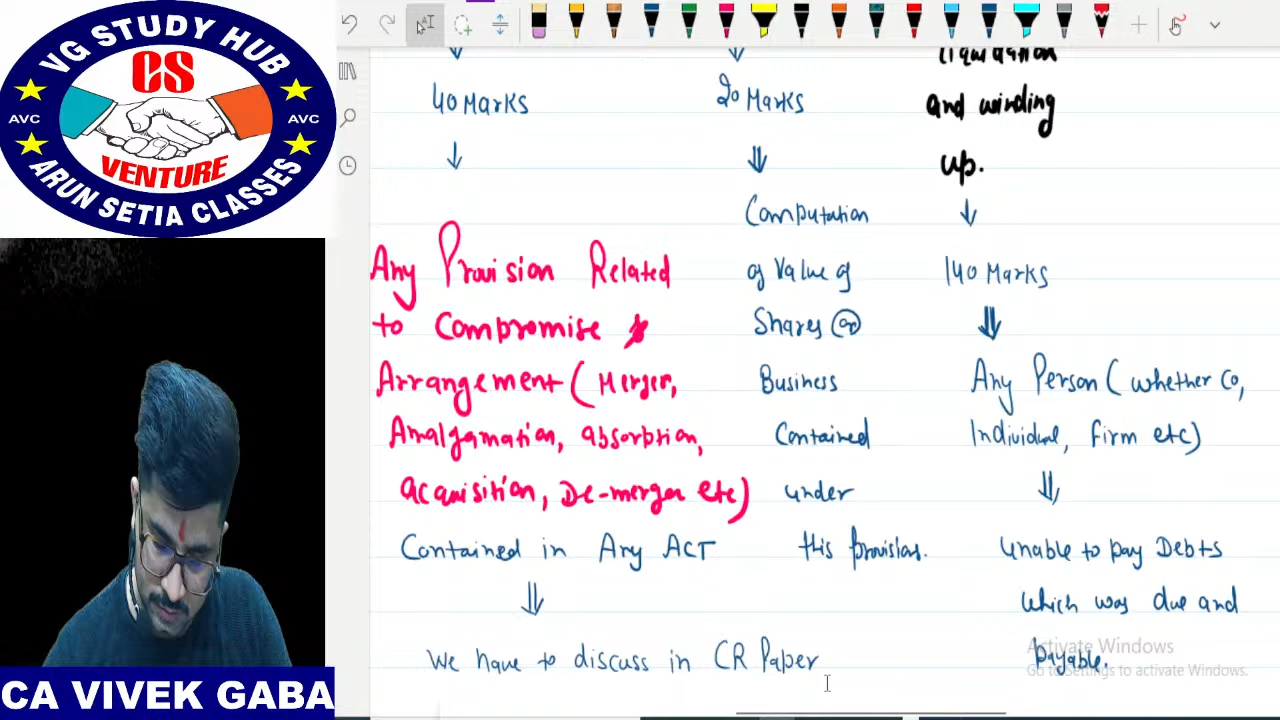 VG STUDY HUB
CS
AVC
AVC
VENTURE
ARUN SETIA CLASSES
40 Marks
Any Provision Related
to Compromise &
Arrangement (Merger,
Amalgamation, absorption,
acquisition, De-merger etc)
Contained in Any ACT
We have to discuss in CR Paper
20 Marks
Computation
of Value of
Shares or
Business
Contained
under
this provision.
liquidation
and winding
up.
140 Marks
Any Person (whether Co,
Individual, firm etc)
unable to pay Debts
which was due and
payable.
Activate Windows
Go to Settings to activate Windows.
CA VIVEK GABA